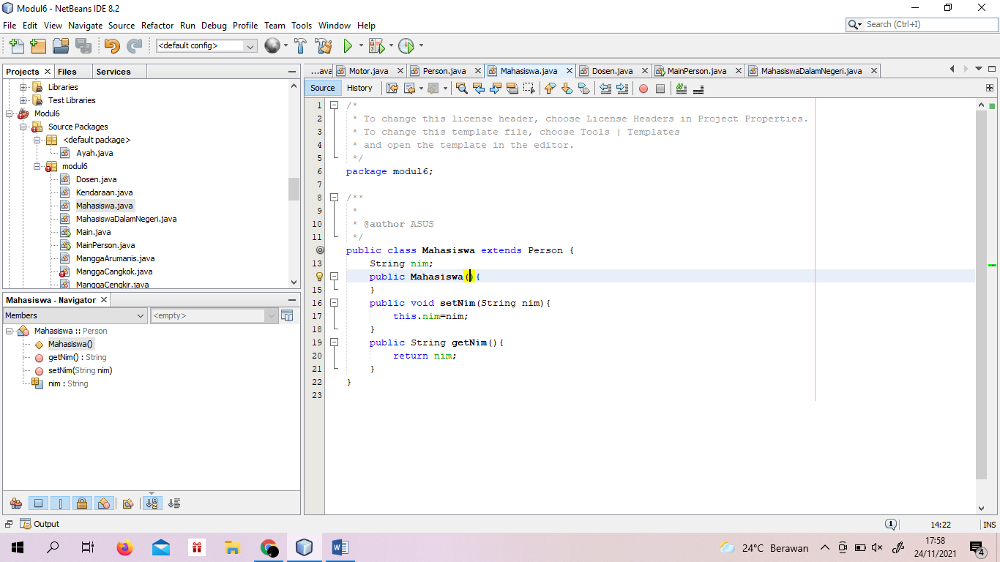 Modul6 - NetBeans IDE 8.2
File Edit View Navigate Source Refactor Run Debug Profile Team Tools Window Help
Search (Ctrl+I)
<default config>
Projects Files Services
Libraries
Test Libraries
Modul6
Source Packages
<default package>
Ayah.java
modul6
Dosen.java
Kendaraan.java
Mahasiswa.java
MahasiswaDalamNegeri.java
Main.java
MainPerson.java
ManggaArumanis.java
ManggaCangkok.java
ManggaCengkir.java
Mahasiswa - Navigator
Members
<empty>
Mahasiswa :: Person
Mahasiswa()
getNim() : String
setNim(String nim)
nim : String
...ava Motor.java Person.java Mahasiswa.java Dosen.java MainPerson.java MahasiswaDalamNegeri.java
Source History
1 /*
2 * To change this license header, choose License Headers in Project Properties.
3 * To change this template file, choose Tools | Templates
4 * and open the template in the editor.
5 */
6 package modul6;
7
8 /**
9 *
10 * @author ASUS
11 */
public class Mahasiswa extends Person {
13 String nim;
public Mahasiswa(){
15 }
16 public void setNim(String nim){
17 this.nim=nim;
18 }
19 public String getNim(){
20 return nim;
21 }
22 }
23
Output
1
14:22
INS
24°C Berawan
17:58
24/11/2021
4